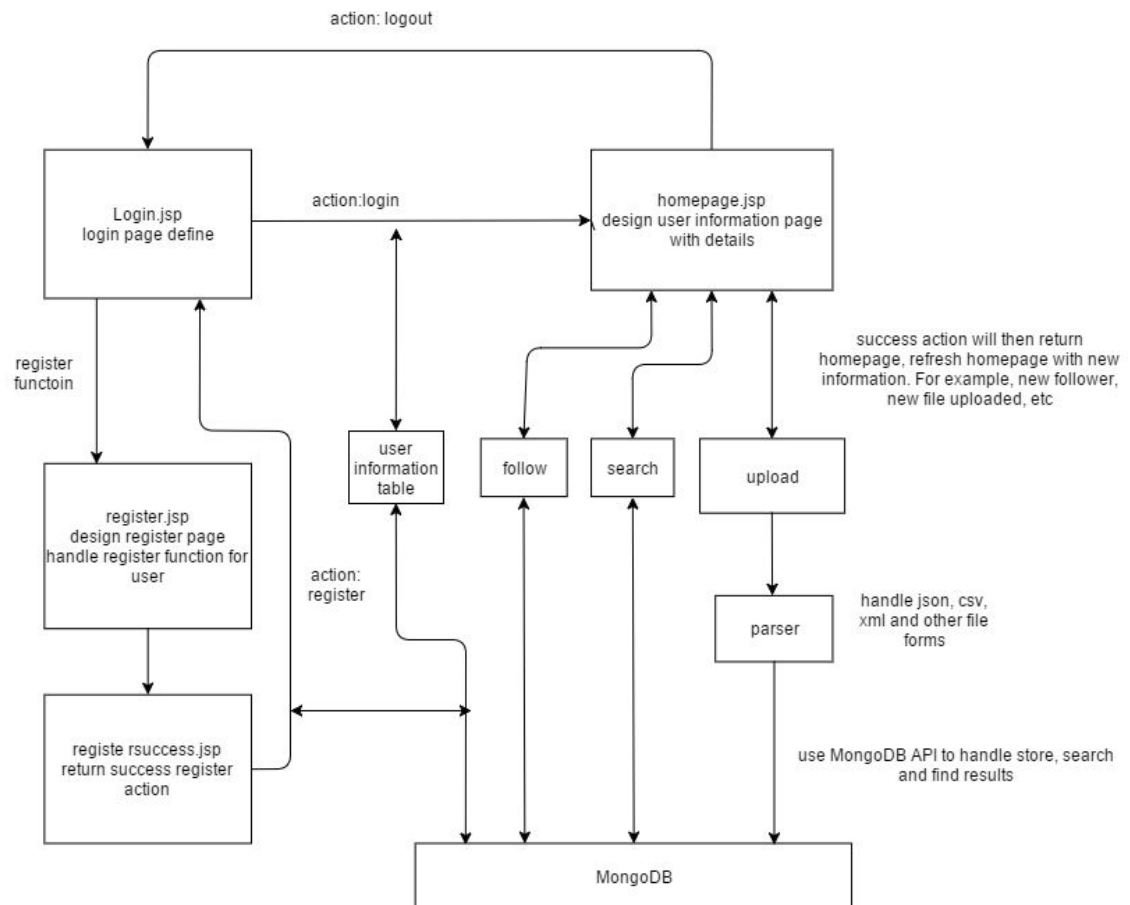 action: logout
Login.jsp
login page define
action:login
homepage.jsp
design user information page
with details
register
functoin
success action will then return
homepage, refresh homepage with new
information. For example, new follower,
new file uploaded, etc
user
information
table
follow
search
upload
register.jsp
design register page
handle register function for
user
action:
register
parser
handle json, csv,
xml and other file
forms
registe rsuccess.jsp
return success register
action
use MongoDB API to handle store, search
and find results
MongoDB